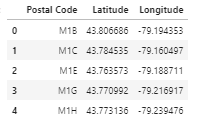 Postal Code Latitude Longitude
0 M1B 43.806686 -79.194353
1 M1C 43.784535 -79.160497
2 M1E 43.763573 -79.188711
3 M1G 43.770992 -79.216917
4 M1H 43.773136 -79.239476